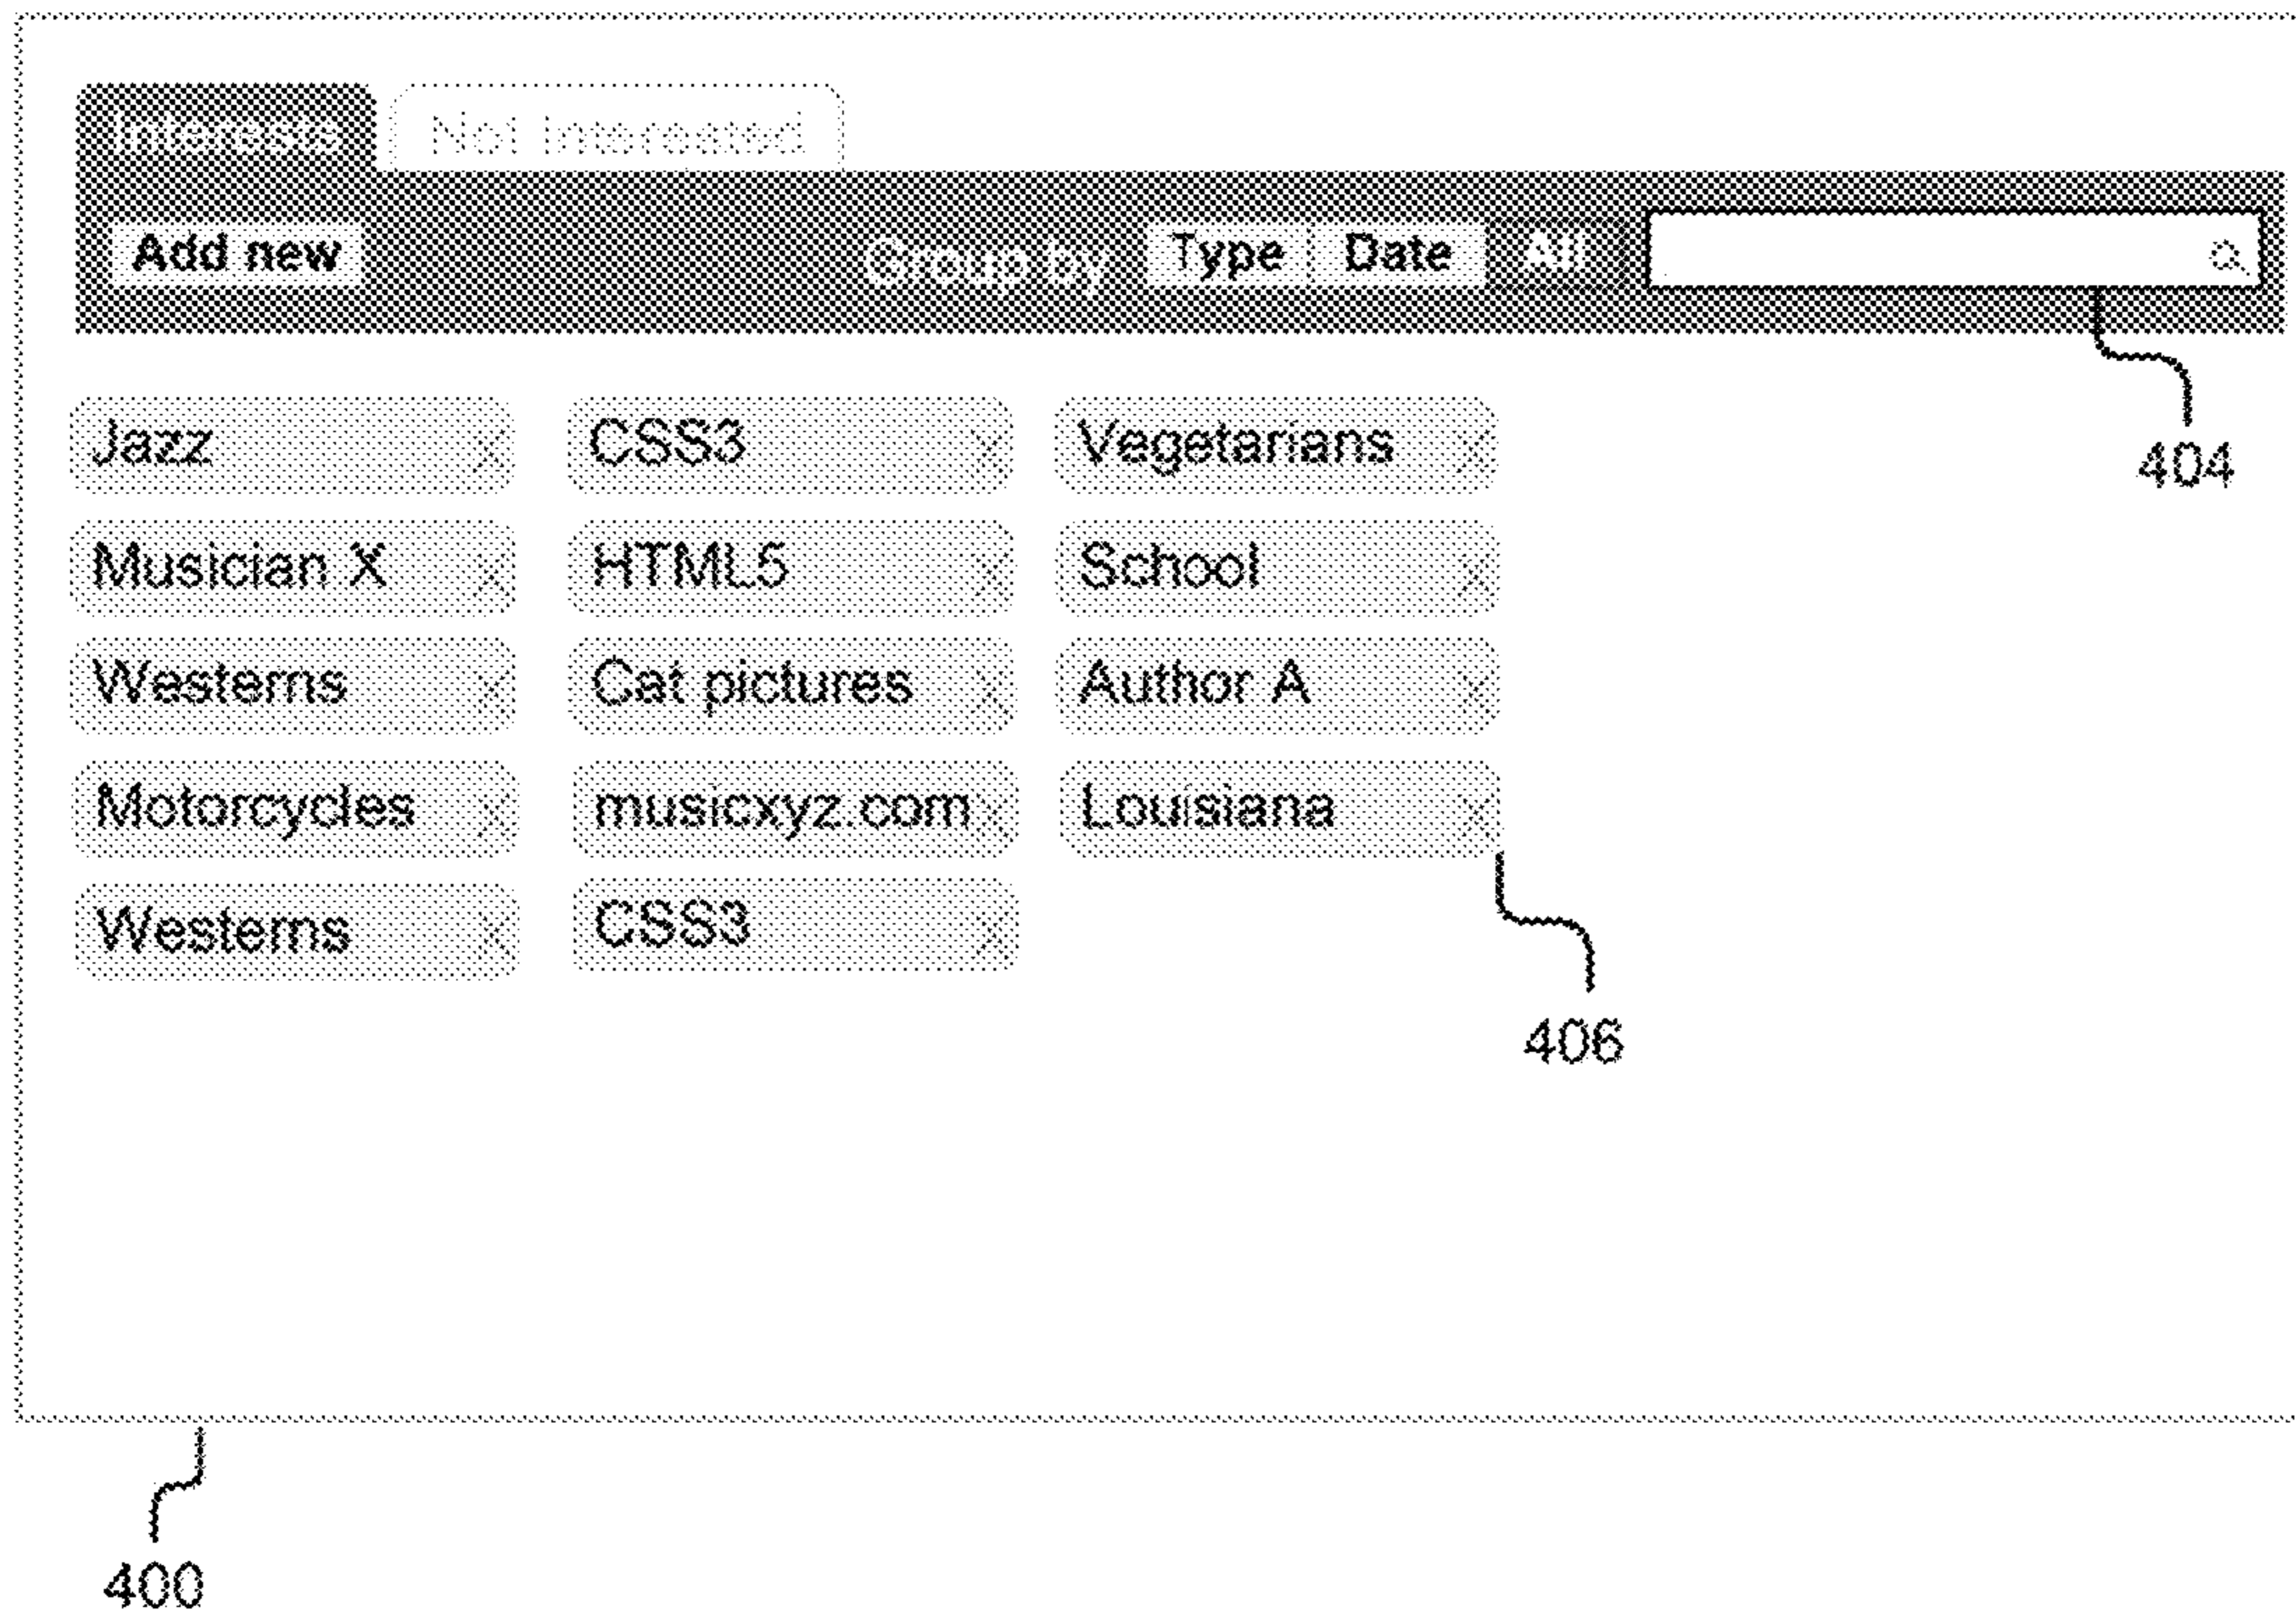 Interests Not Interested
Add new Group by Type Date All
404
Jazz X CSS3 X Vegetarians X
Musician X X HTML5 X School X
Westerns X Cat pictures X Author A X
Motorcycles X musicxyz.com X Louisiana X
Westerns X CSS3 X
406
400